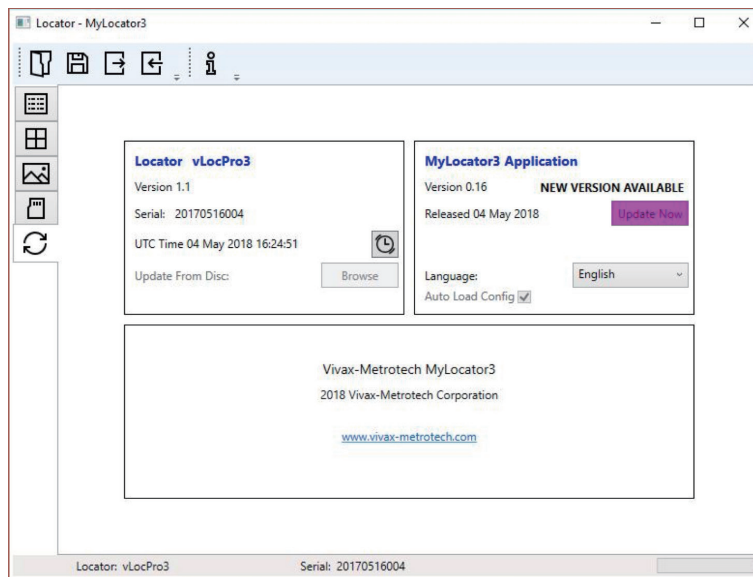 Locator - MyLocator3
Locator vLocPro3
Version 1.1
Serial: 20170516004
UTC Time 04 May 2018 16:24:51
Update From Disc:
Browse
MyLocator3 Application
Version 0.16
NEW VERSION AVAILABLE
Released 04 May 2018
Update Now
Language:
English
Auto Load Config
Vivax-Metrotech MyLocator3
2018 Vivax-Metrotech Corporation
www.vivax-metrotech.com
Locator: vLocPro3
Serial: 20170516004